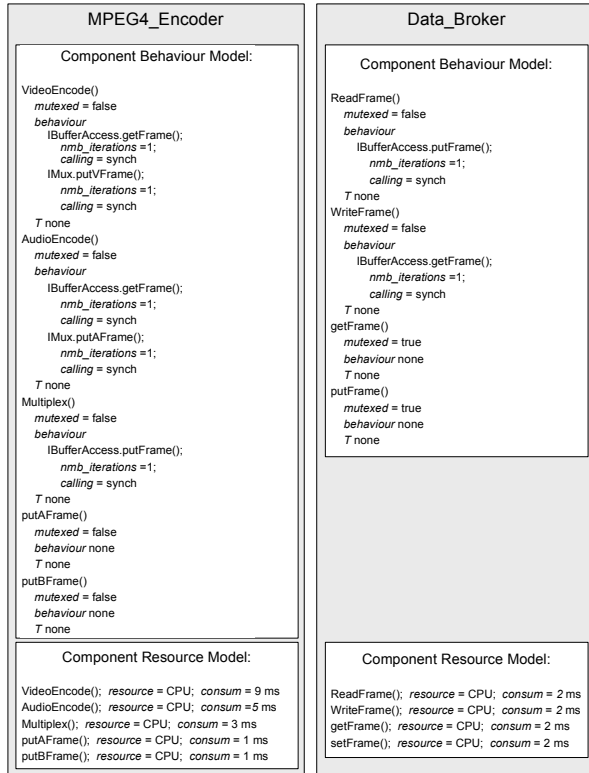 MPEG4_Encoder
Component Behaviour Model:
VideoEncode()
mutexed = false
behaviour
IBufferAccess.getFrame();
nmb_iterations =1;
calling = synch
IMux.putVFrame();
nmb_iterations =1;
calling = synch
T none
AudioEncode()
mutexed = false
behaviour
IBufferAccess.getFrame();
nmb_iterations =1;
calling = synch
IMux.putAFrame();
nmb_iterations =1;
calling = synch
T none
Multiplex()
mutexed = false
behaviour
IBufferAccess.putFrame();
nmb_iterations =1;
calling = synch
T none
putAFrame()
mutexed = false
behaviour none
T none
putBFrame()
mutexed = false
behaviour none
T none
Component Resource Model:
VideoEncode(); resource = CPU; consum = 9 ms
AudioEncode(); resource = CPU; consum =5 ms
Multiplex(); resource = CPU; consum = 3 ms
putAFrame(); resource = CPU; consum = 1 ms
putBFrame(); resource = CPU; consum = 1 ms
Data_Broker
Component Behaviour Model:
ReadFrame()
mutexed = false
behaviour
IBufferAccess.putFrame();
nmb_iterations =1;
calling = synch
T none
WriteFrame()
mutexed = false
behaviour
IBufferAccess.getFrame();
nmb_iterations =1;
calling = synch
T none
getFrame()
mutexed = true
behaviour none
T none
putFrame()
mutexed = true
behaviour none
T none
Component Resource Model:
ReadFrame(); resource = CPU; consum = 2 ms
WriteFrame(); resource = CPU; consum = 2 ms
getFrame(); resource = CPU; consum = 2 ms
setFrame(); resource = CPU; consum = 2 ms